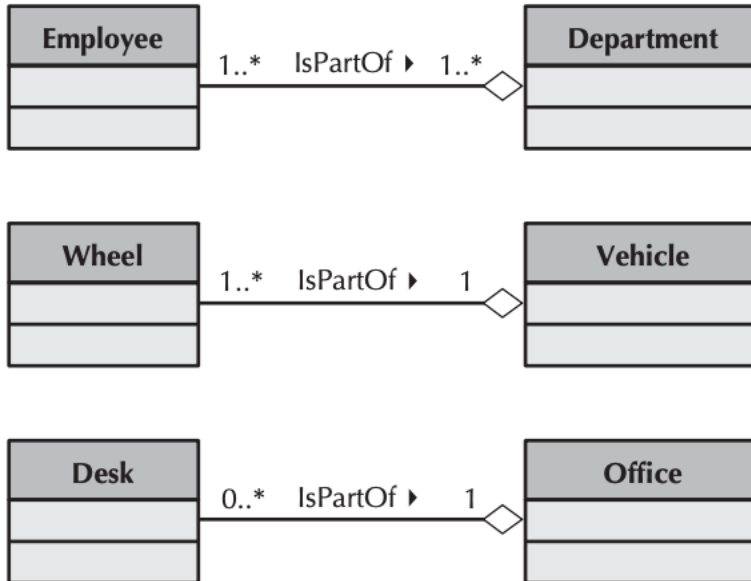 Employee
1..* IsPartOf ▸ 1..*
Department
Wheel
1..* IsPartOf ▸ 1
Vehicle
Desk
0..* IsPartOf ▸ 1
Office